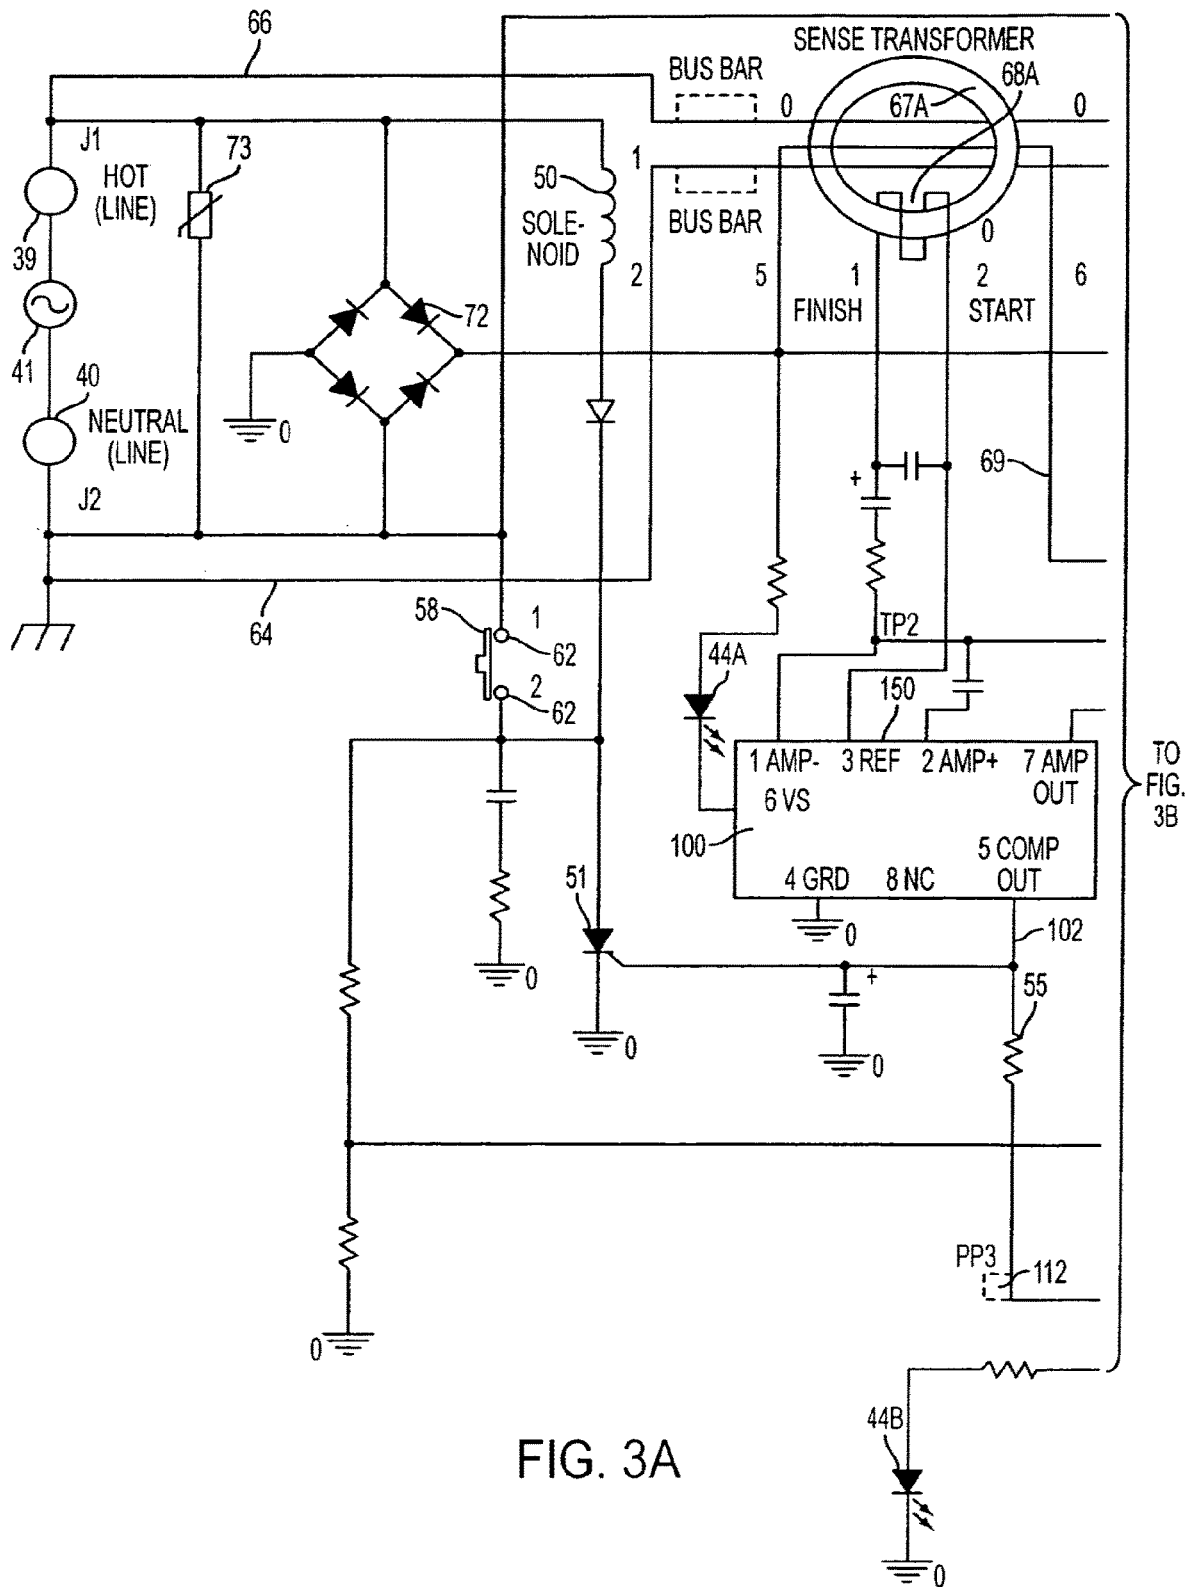 66
SENSE TRANSFORMER
BUS BAR
68A
67A
0
0
J1
73
HOT
(LINE)
39
50
SOLE-
NOID
1
2
BUS BAR
0
5
1
2
6
FINISH
START
72
41
40
NEUTRAL
(LINE)
0
J2
+
69
64
58
1
62
2
62
TP2
44A
150
1 AMP-
3 REF
2 AMP+
7 AMP
OUT
6 VS
TO
FIG.
3B
100
5 COMP
OUT
4 GRD
8 NC
51
0
102
0
+
55
0
0
PP3
112
0
44B
FIG. 3A
0